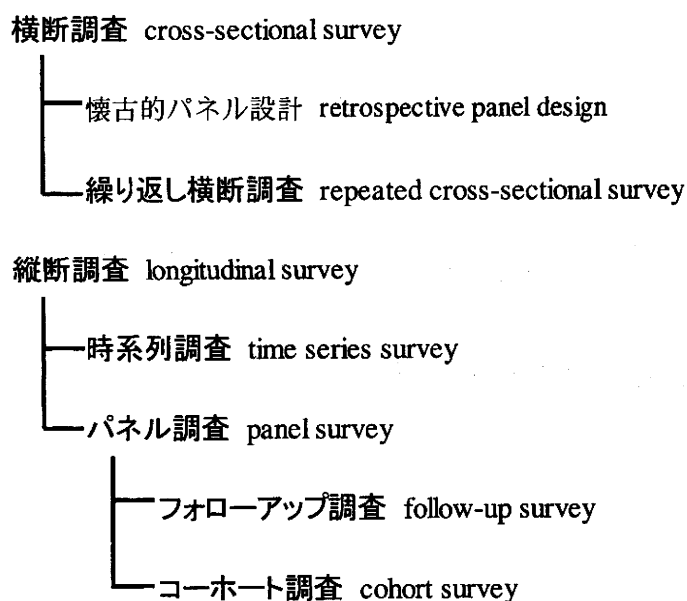 横断調査 cross-sectional survey
懐古的パネル設計 retrospective panel design
繰り返し横断調査 repeated cross-sectional survey
縦断調査 longitudinal survey
時系列調査 time series survey
パネル調査 panel survey
フォローアップ調査 follow-up survey
コーホート調査 cohort survey